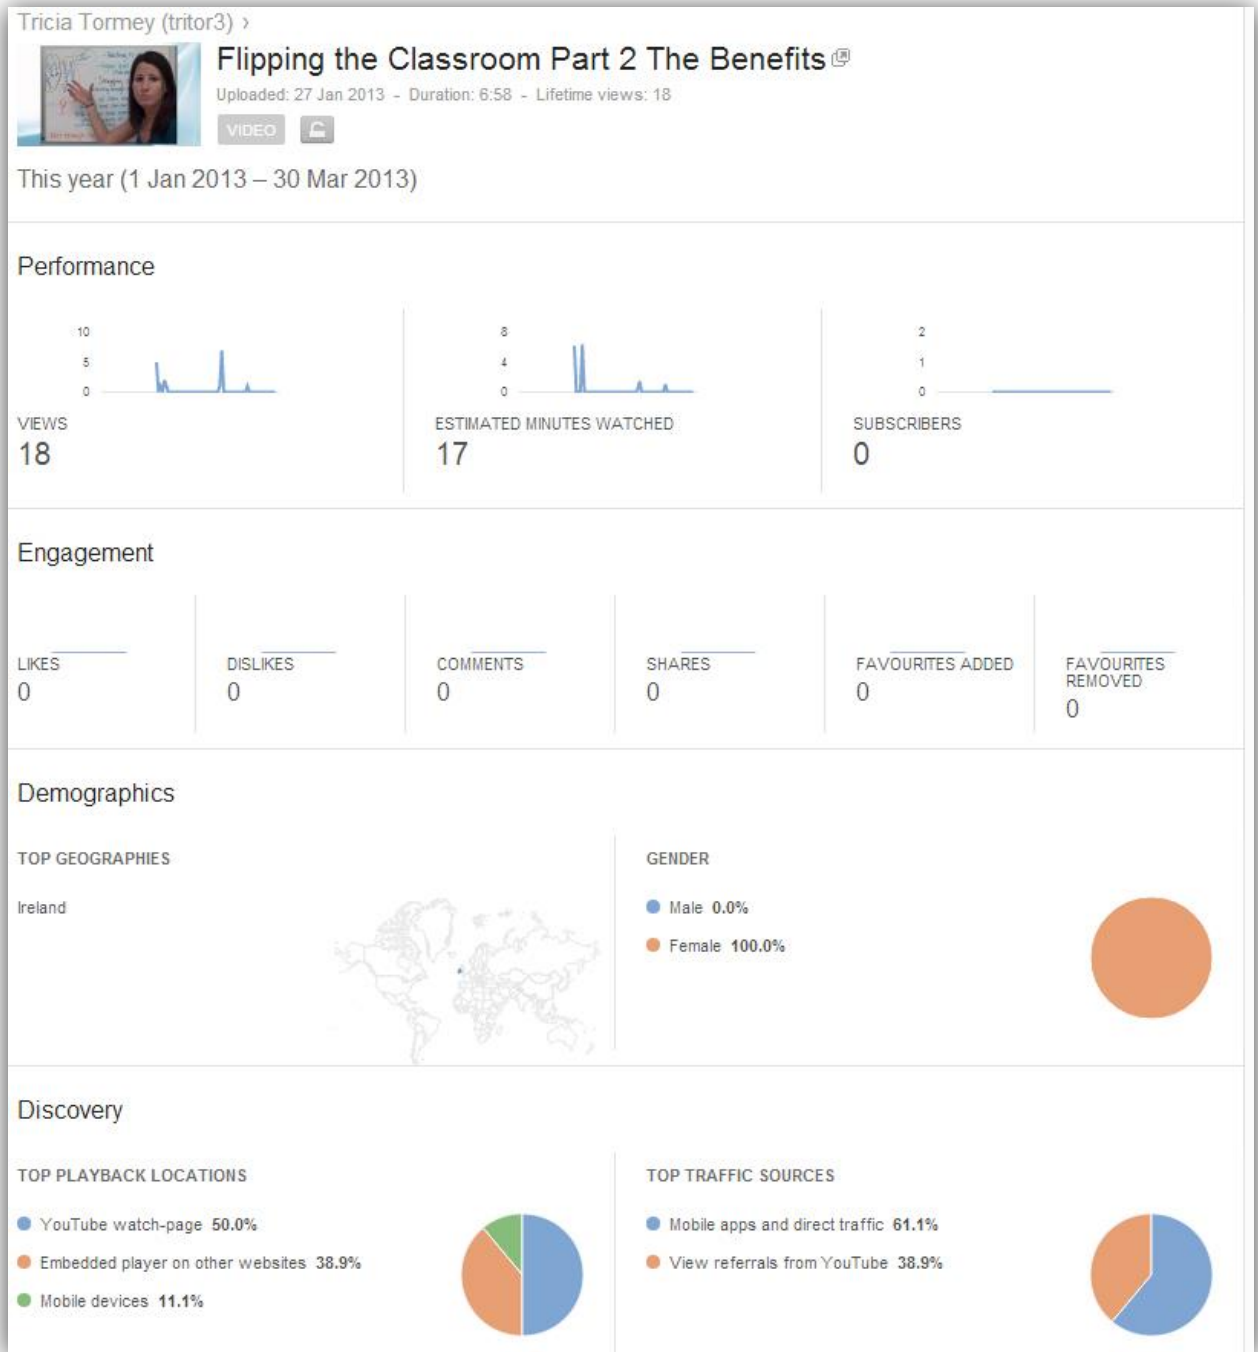 Tricia Tormey (tritor3) ›
Flipping the Classroom Part 2 The Benefits
Uploaded: 27 Jan 2013 - Duration: 6:58 - Lifetime views: 18
VIDEO
This year (1 Jan 2013 – 30 Mar 2013)
Performance
10
5
0
VIEWS
18
8
4
0
ESTIMATED MINUTES WATCHED
17
2
1
0
SUBSCRIBERS
0
Engagement
LIKES
0
DISLIKES
0
COMMENTS
0
SHARES
0
FAVOURITES ADDED
0
FAVOURITES
REMOVED
0
Demographics
TOP GEOGRAPHIES
Ireland
GENDER
Male 0.0%
Female 100.0%
Discovery
TOP PLAYBACK LOCATIONS
YouTube watch-page 50.0%
Embedded player on other websites 38.9%
Mobile devices 11.1%
TOP TRAFFIC SOURCES
Mobile apps and direct traffic 61.1%
View referrals from YouTube 38.9%